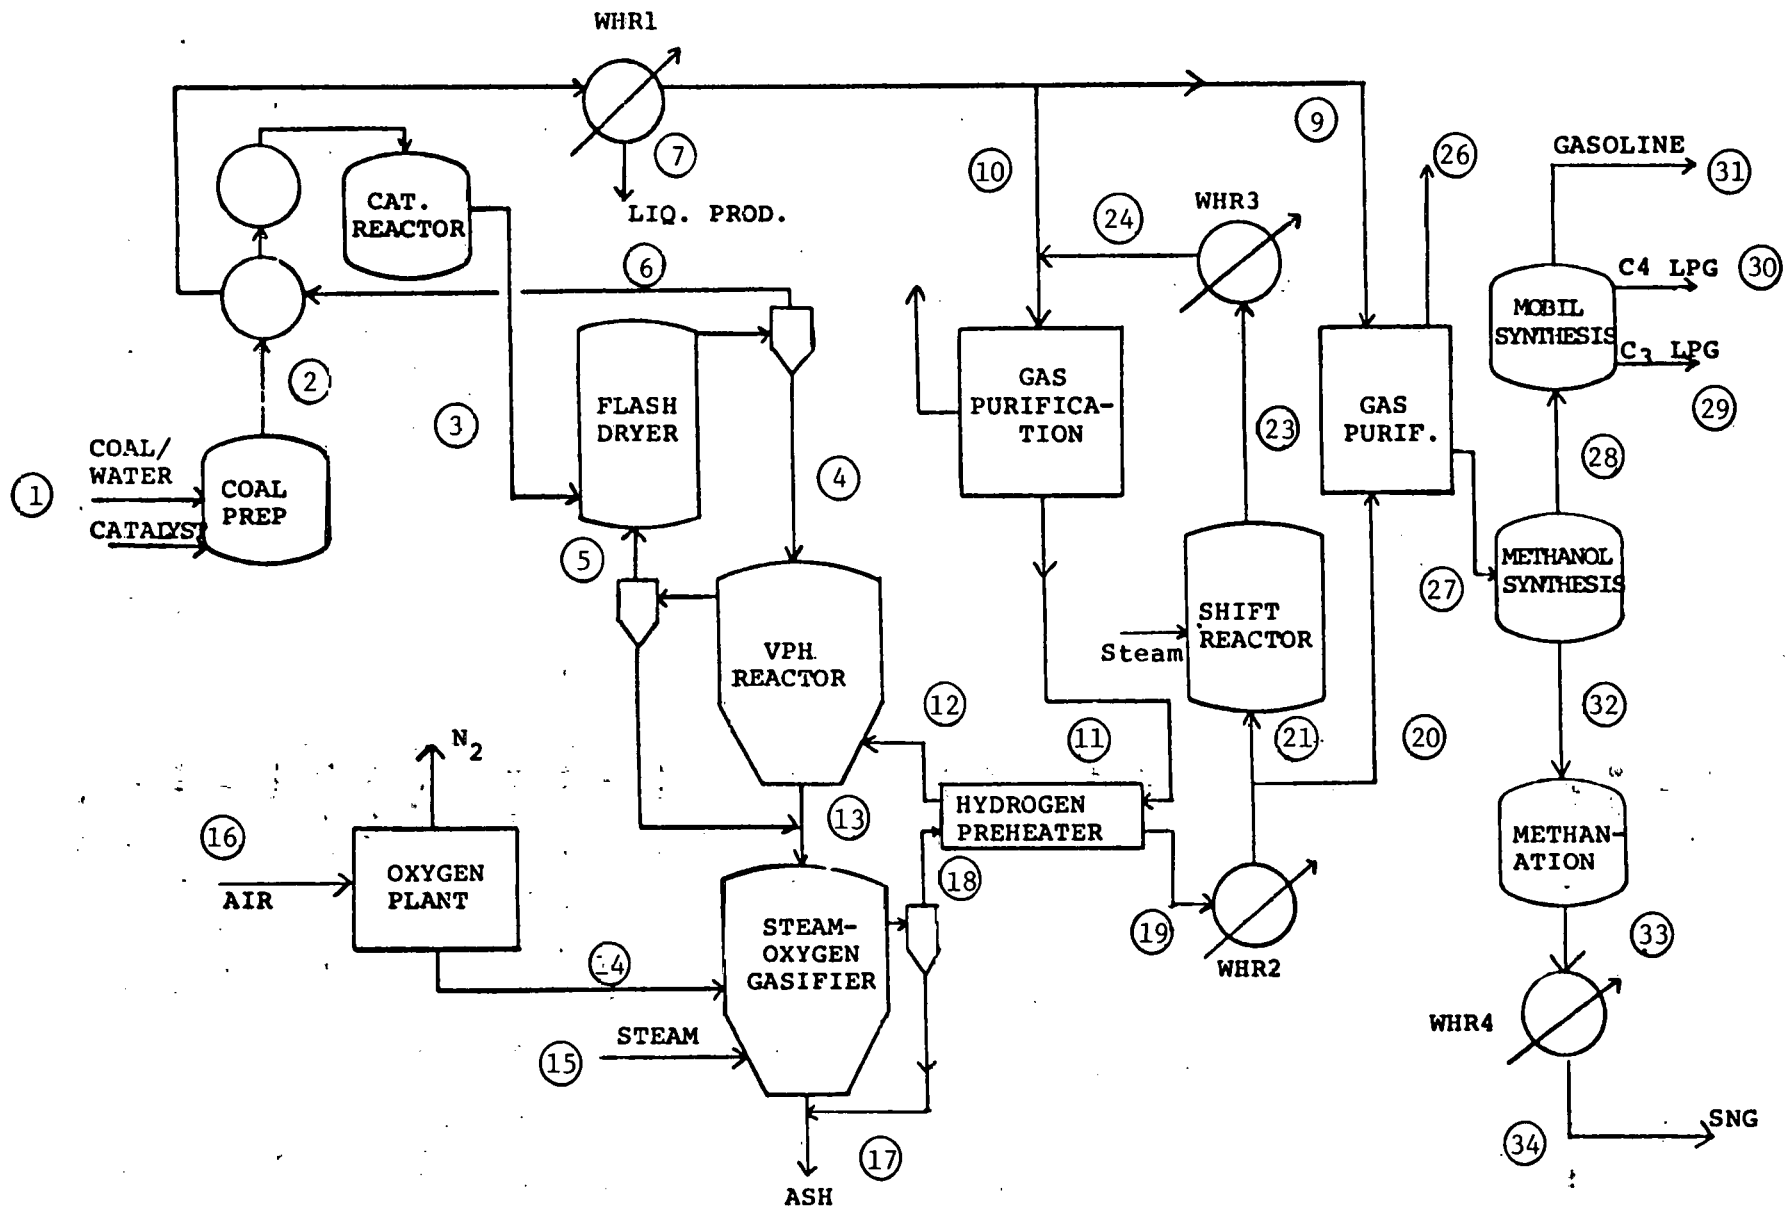 WHR1
7
LIQ. PROD.
CAT.
REACTOR
6
9
10
26
GASOLINE
31
24
WHR3
C4 LPG
30
MOBIL
SYNTHESIS
C3 LPG
29
2
3
FLASH
DRYER
GAS
PURIFICA-
TION
GAS
PURIF.
23
28
COAL/
WATER
1
CATALYST
COAL
PREP
4
5
METHANOL
SYNTHESIS
27
VPH
REACTOR
SHIFT
REACTOR
Steam
12
11
21
20
32
N2
16
AIR
OXYGEN
PLANT
13
HYDROGEN
PREHEATER
18
METHAN-
ATION
14
STEAM-
OXYGEN
GASIFIER
19
WHR2
33
STEAM
15
WHR4
17
ASH
34
SNG